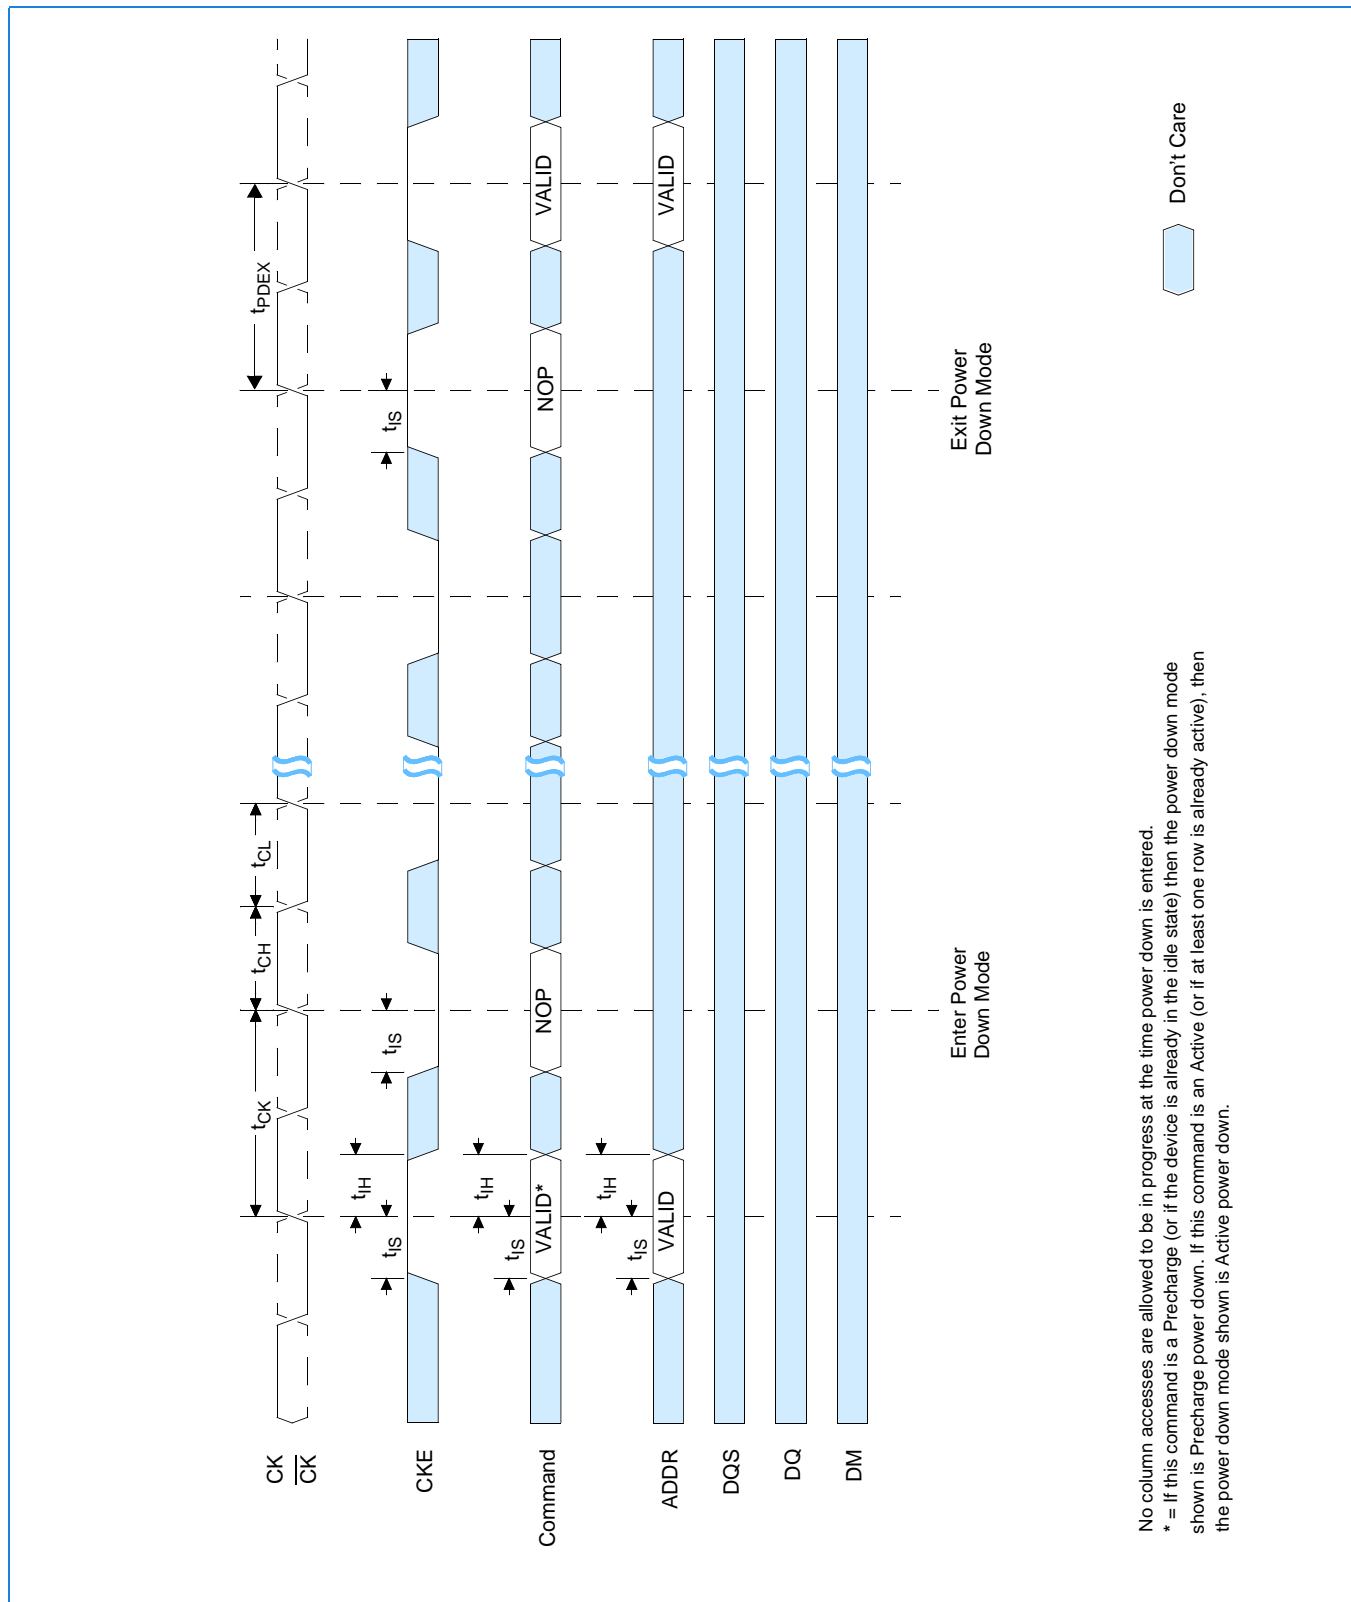 CK
CK
tCK
tCH
tCL
tPDEX
CKE
tIS
tIH
tIS
tIS
Command
tIS
tIH
VALID*
NOP
NOP
VALID
ADDR
tIS
tIH
VALID
VALID
DQS
DQ
DM
Enter Power
Down Mode
Exit Power
Down Mode
No column accesses are allowed to be in progress at the time power down is entered.
* = If this command is a Precharge (or if the device is already in the idle state) then the power down mode
shown is Precharge power down. If this command is an Active (or if at least one row is already active), then
the power down mode shown is Active power down.
Don't Care